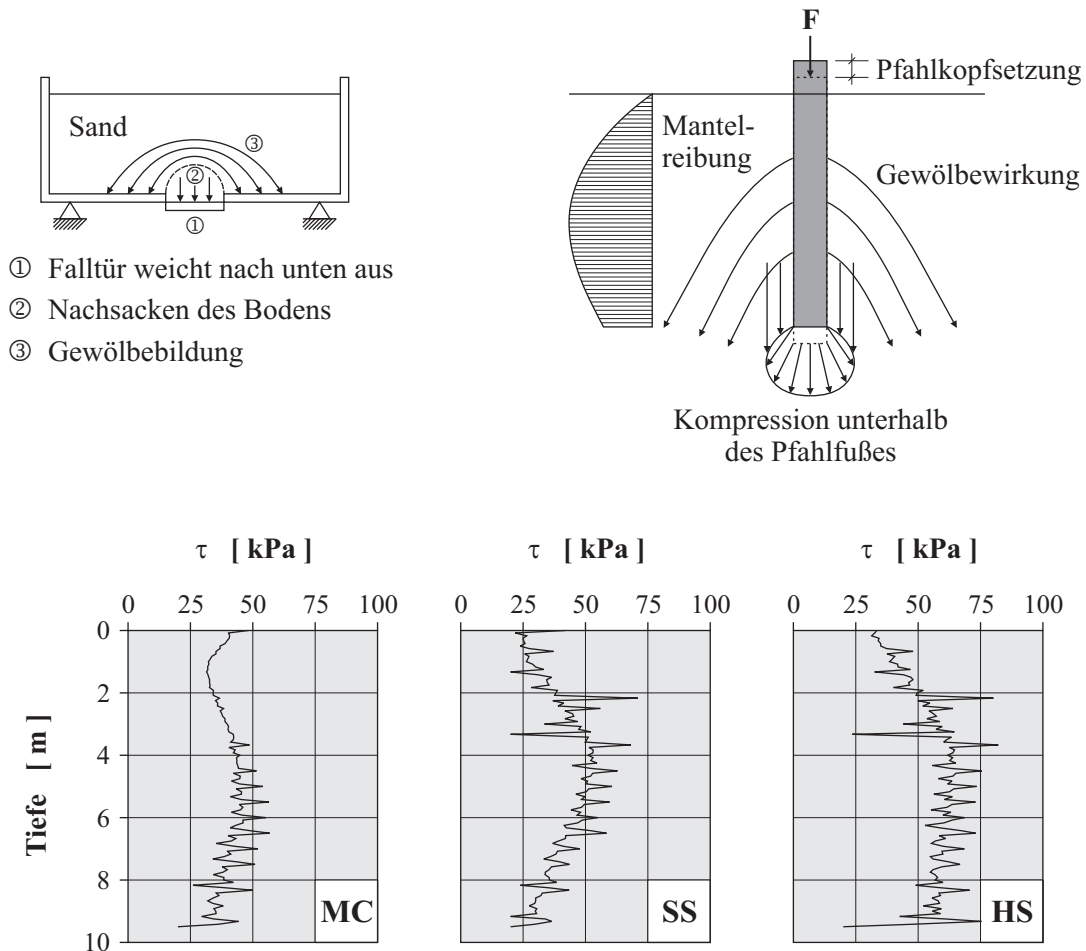 Sand
③
②
①
① Falltür weicht nach unten aus
② Nachsacken des Bodens
③ Gewölbebildung
F
Pfahlkopfsetzung
Mantel-
reibung
Gewölbewirkung
Kompression unterhalb
des Pfahlfußes
τ [ kPa ]
0 25 50 75 100
Tiefe [ m ]
0
2
4
6
8
10
MC
τ [ kPa ]
0 25 50 75 100
SS
τ [ kPa ]
0 25 50 75 100
HS